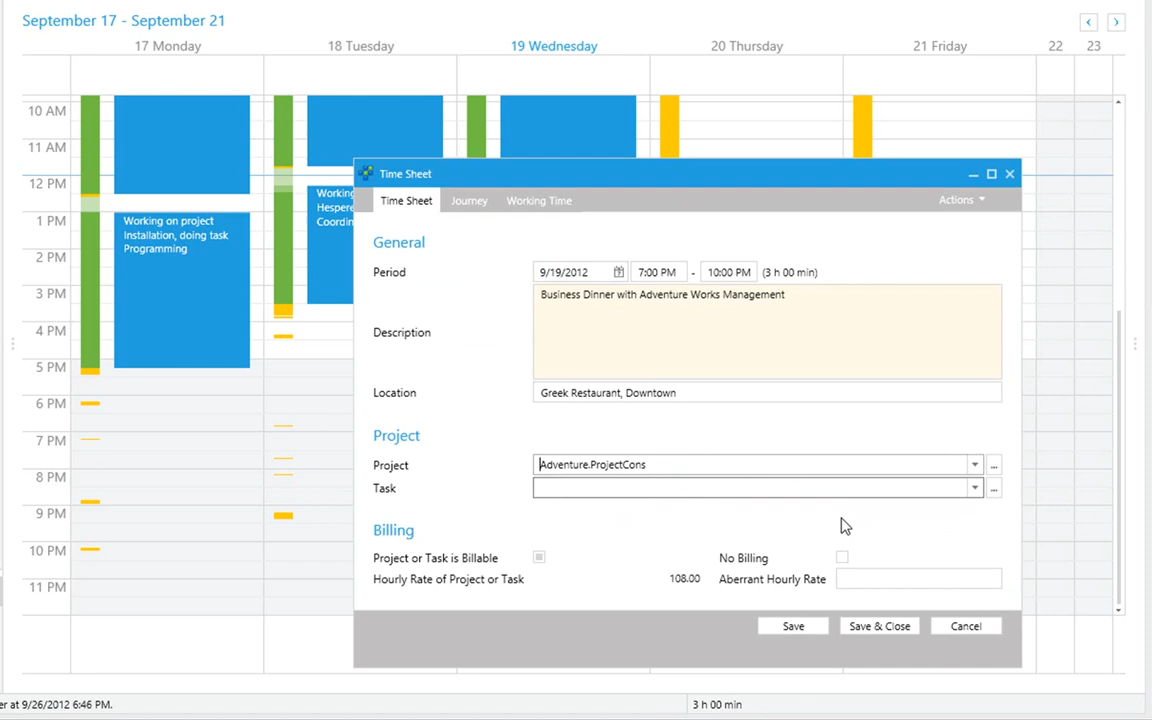 September 17 - September 21
17 Monday
18 Tuesday
19 Wednesday
20 Thursday
21 Friday
22
23
10 AM
11 AM
12 PM
1 PM
2 PM
3 PM
4 PM
5 PM
6 PM
7 PM
8 PM
9 PM
10 PM
11 PM
Working on project
Installation, doing task
Programming
Working
Hespere
Coordin
Time Sheet
Time Sheet
Journey
Working Time
Actions
General
Period
9/19/2012
7:00 PM
-
10:00 PM
(3 h 00 min)
Description
Business Dinner with Adventure Works Management
Location
Greek Restaurant, Downtown
Project
Project
Adventure.ProjectCons
...
Task
...
Billing
Project or Task is Billable
No Billing
Hourly Rate of Project or Task
108.00
Aberrant Hourly Rate
Save
Save & Close
Cancel
er at 9/26/2012 6:46 PM.
3 h 00 min